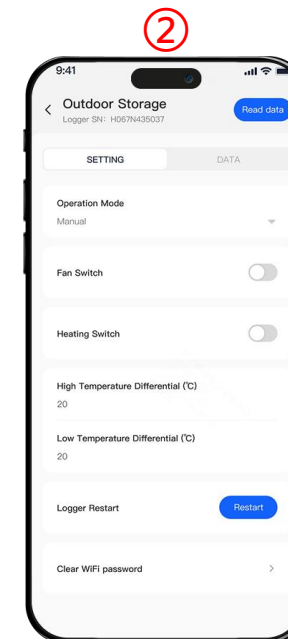 ②
9:41
Outdoor Storage
Read data
Logger SN: H067N435037
SETTING
DATA
Operation Mode
Manual
Fan Switch
Heating Switch
High Temperature Differential (℃)
20
Low Temperature Differential (℃)
20
Logger Restart
Restart
Clear WiFi password